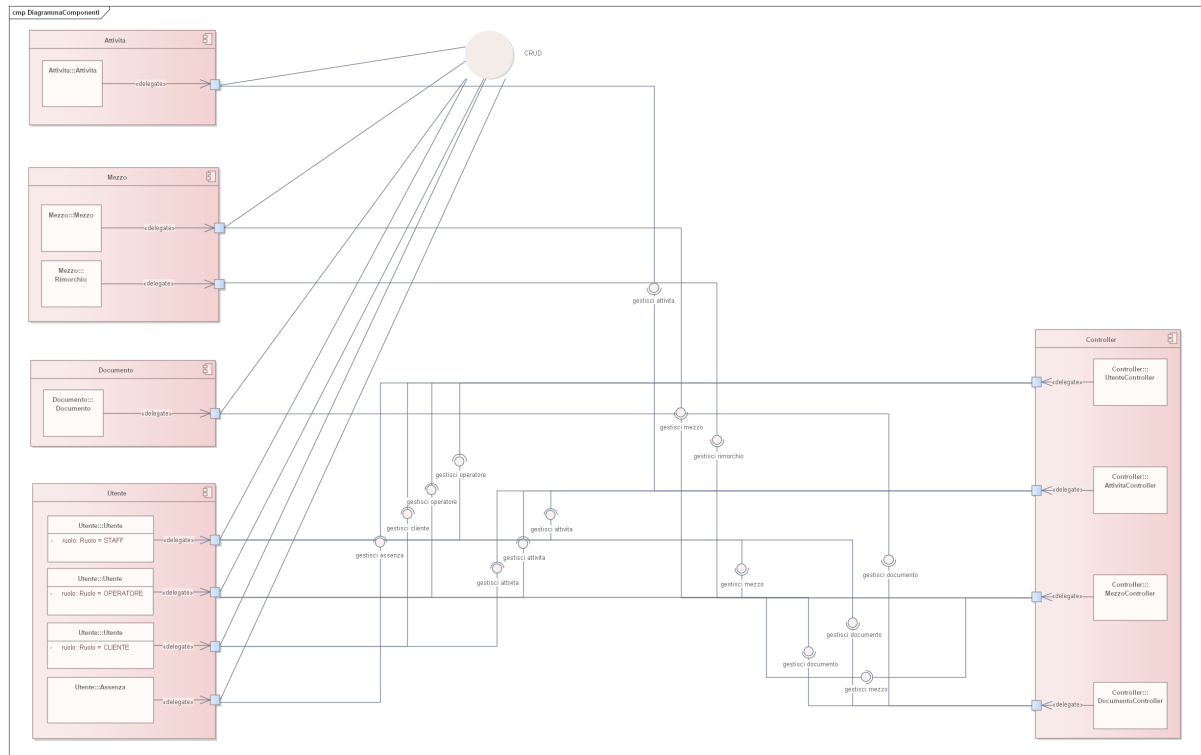 cmp DiagrammaComponenti
Attivita
CRUD
Attivita:::Attivita
«delegate»
Mezzo
Mezzo:::Mezzo
«delegate»
Mezzo:::
Rimorchio
«delegate»
gestisci attivita
Controller
Documento
Controller:::
UtenteController
«delegate»
Documento:::
Documento
«delegate»
gestisci mezzo
gestisci rimorchio
gestisci operatore
Controller:::
AttivitaController
«delegate»
Utente
gestisci operatore
Utente:::Utente
- ruolo: Ruolo = STAFF
«delegate»
gestisci cliente
gestisci attivita
gestisci assenza
gestisci attivita
gestisci documento
Utente:::Utente
- ruolo: Ruolo = OPERATORE
«delegate»
gestisci attivita
gestisci mezzo
Controller:::
MezzoController
«delegate»
Utente:::Utente
- ruolo: Ruolo = CLIENTE
«delegate»
gestisci documento
gestisci documento
Utente:::Assenza
«delegate»
gestisci mezzo
Controller:::
DocumentoController
«delegate»